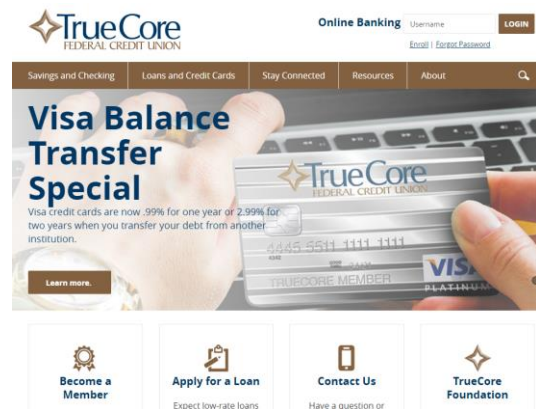 TrueCore
FEDERAL CREDIT UNION
Online Banking
Username
LOGIN
Enroll | Forgot Password
Savings and Checking
Loans and Credit Cards
Stay Connected
Resources
About
Visa Balance
Transfer
Special
Visa credit cards are now .99% for one year or 2.99% for
two years when you transfer your debt from another
institution.
Learn more.
TrueCore
FEDERAL CREDIT UNION
4445 5511 1111 1111
TRUECORE MEMBER
VISA
PLATINUM
Become a
Member
Apply for a Loan
Expect low-rate loans
Contact Us
Have a question or
TrueCore
Foundation